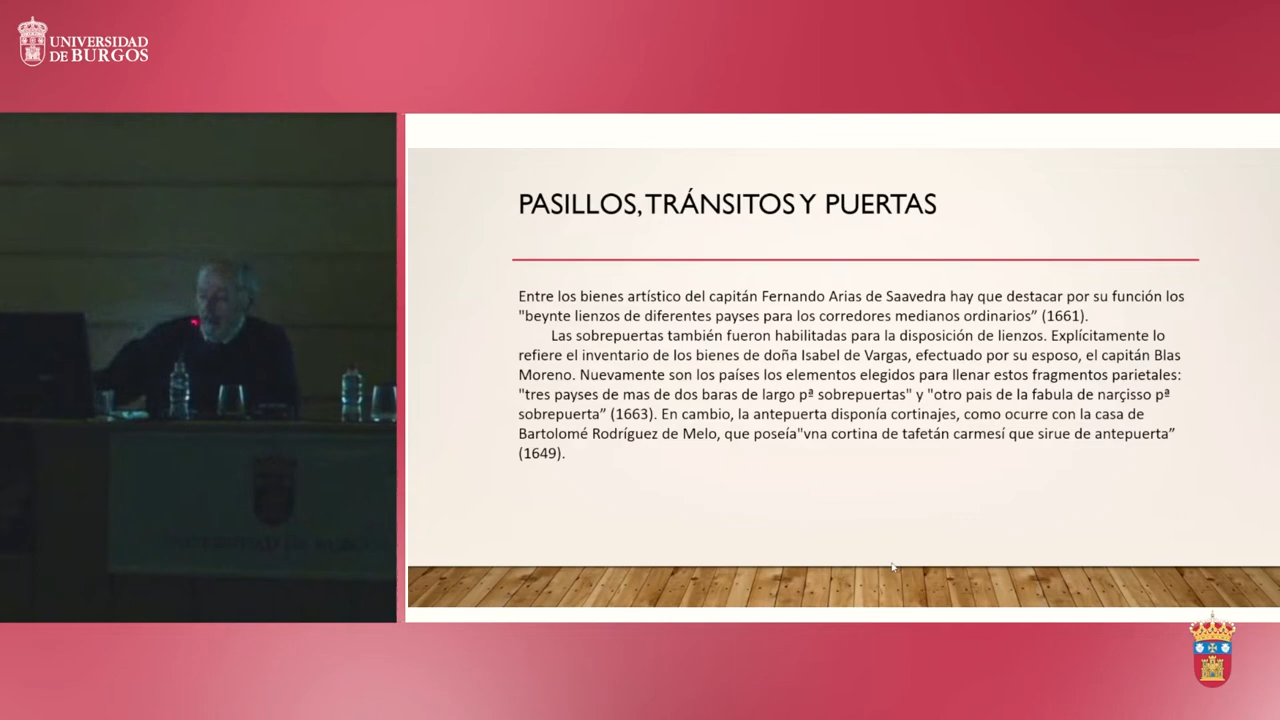 UNIVERSIDAD
DE BURGOS
PASILLOS, TRÁNSITOS Y PUERTAS
Entre los bienes artístico del capitán Fernando Arias de Saavedra hay que destacar por su función los
"beynte lienzos de diferentes payses para los corredores medianos ordinarios” (1661).
Las sobrepuertas también fueron habilitadas para la disposición de lienzos. Explícitamente lo
refiere el inventario de los bienes de doña Isabel de Vargas, efectuado por su esposo, el capitán Blas
Moreno. Nuevamente son los países los elementos elegidos para llenar estos fragmentos parietales:
"tres payses de mas de dos baras de largo pª sobrepuertas" y "otro pais de la fabula de narçisso pª
sobrepuerta” (1663). En cambio, la antepuerta disponía cortinajes, como ocurre con la casa de
Bartolomé Rodríguez de Melo, que poseía"vna cortina de tafetán carmesí que sirue de antepuerta”
(1649).